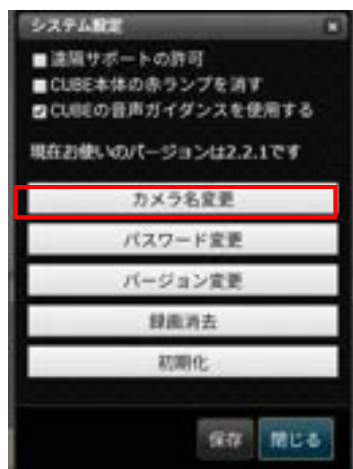 システム設定
遠隔サポートの許可
CUBE本体の赤ランプを消す
CUBEの音声ガイダンスを使用する
現在お使いのバージョンは2.2.1です
カメラ名変更
パスワード変更
バージョン変更
録画消去
初期化
保存 閉じる